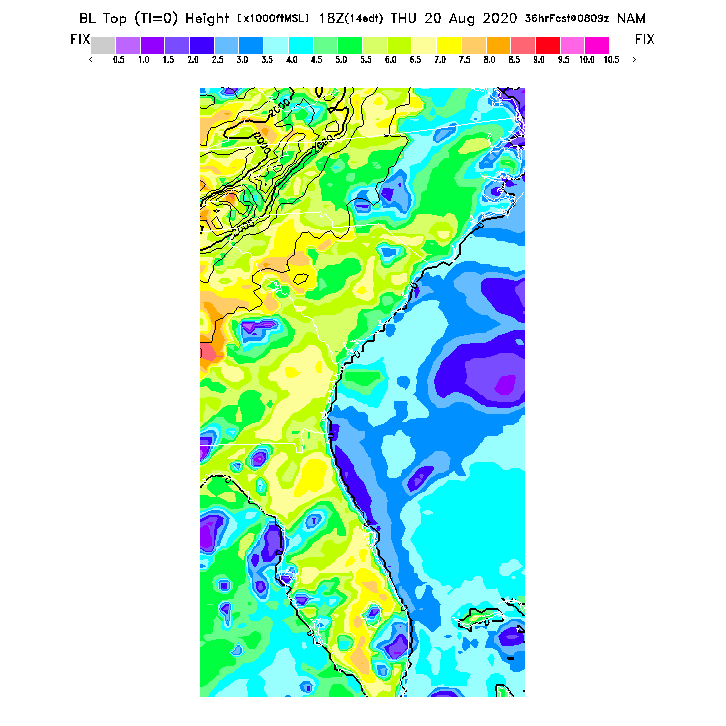 BL Top (TI=0) Height [x1000ftMSL] 18Z(14edt) THU 20 Aug 2020 36hrFcst@0809z NAM
FIX FIX
0.5 1.0 1.5 2.0 2.5 3.0 3.5 4.0 4.5 5.0 5.5 6.0 6.5 7.0 7.5 8.0 8.5 9.0 9.5 10.0 10.5
< >
2000
2000